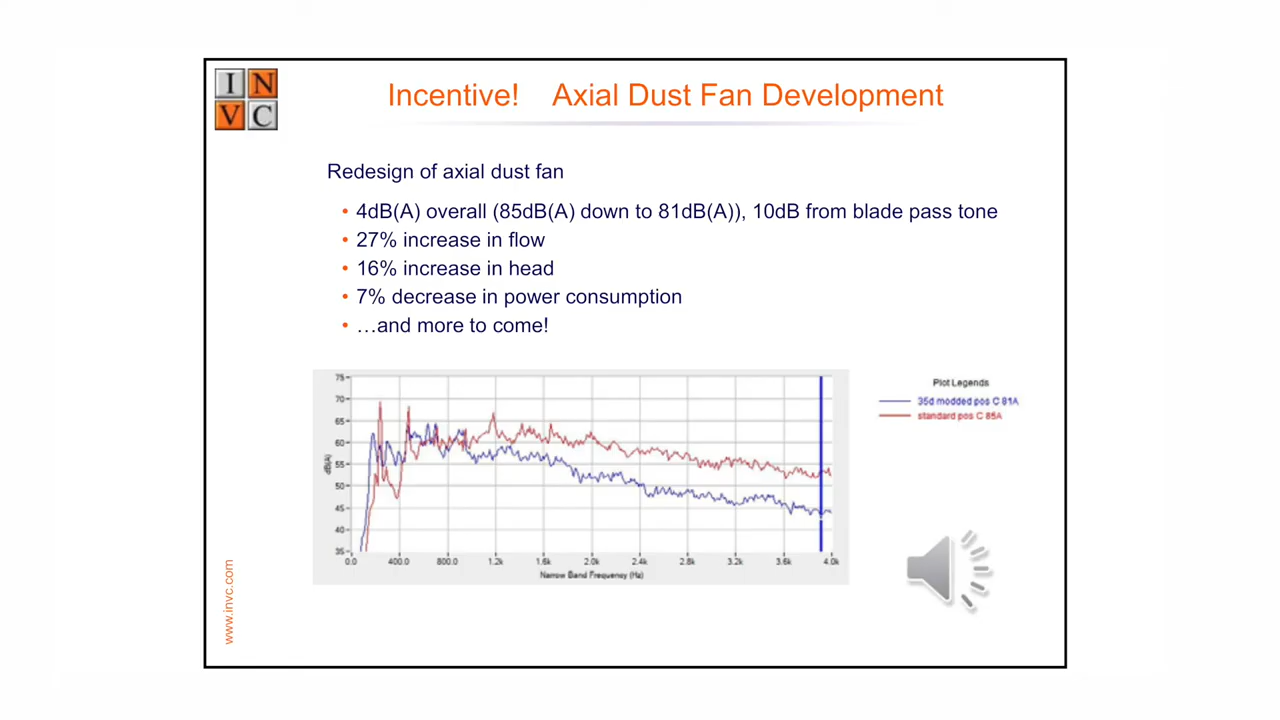 I N
V C
Incentive! Axial Dust Fan Development
Redesign of axial dust fan
• 4dB(A) overall (85dB(A) down to 81dB(A)), 10dB from blade pass tone
• 27% increase in flow
• 16% increase in head
• 7% decrease in power consumption
• …and more to come!
75
70
65
60
55
50
45
40
35
dB(A)
0.0 400.0 800.0 1.2k 1.6k 2.0k 2.4k 2.8k 3.2k 3.6k 4.0k
Narrow Band Frequency (Hz)
Plot Legends
35d modded pos C 81A
standard pos C 85A
www.invc.com